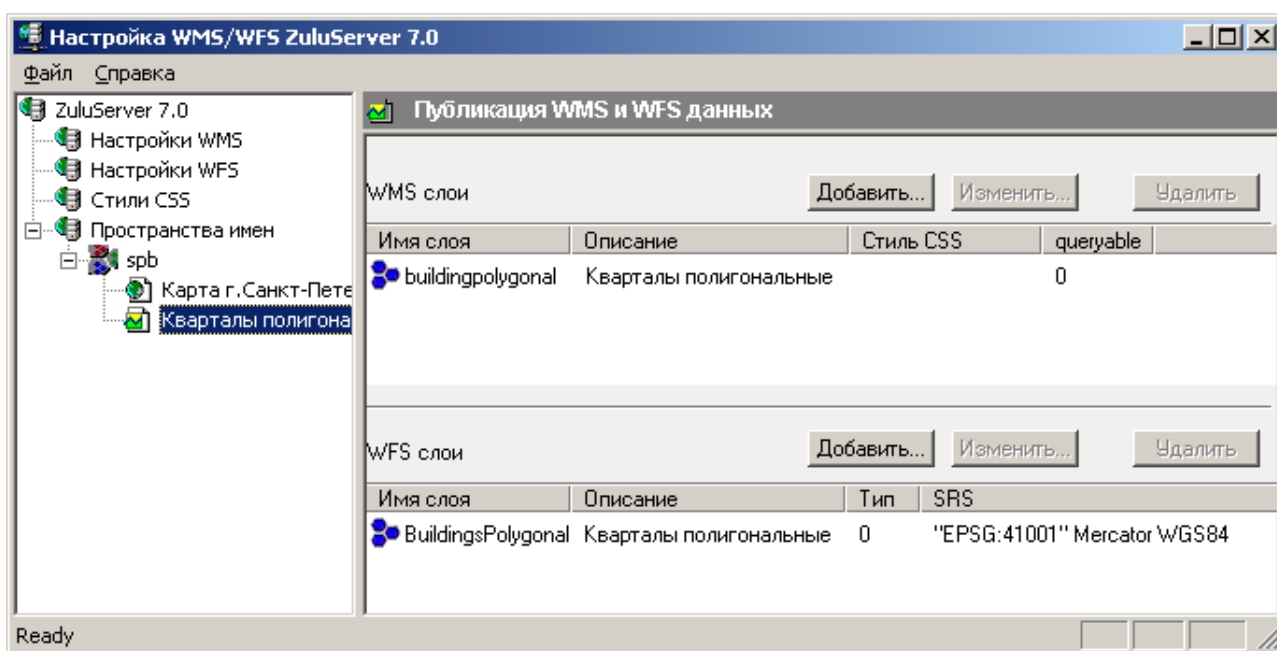 Настройка WMS/WFS ZuluServer 7.0
Файл Справка
ZuluServer 7.0
Настройки WMS
Настройки WFS
Стили CSS
Пространства имен
spb
Карта г.Санкт-Пете
Кварталы полигона
Публикация WMS и WFS данных
WMS слои Добавить... Изменить... Удалить
Имя слоя Описание Стиль CSS queryable
buildingpolygonal Кварталы полигональные 0
WFS слои Добавить... Изменить... Удалить
Имя слоя Описание Тип SRS
BuildingsPolygonal Кварталы полигональные 0 "EPSG:41001" Mercator WGS84
Ready